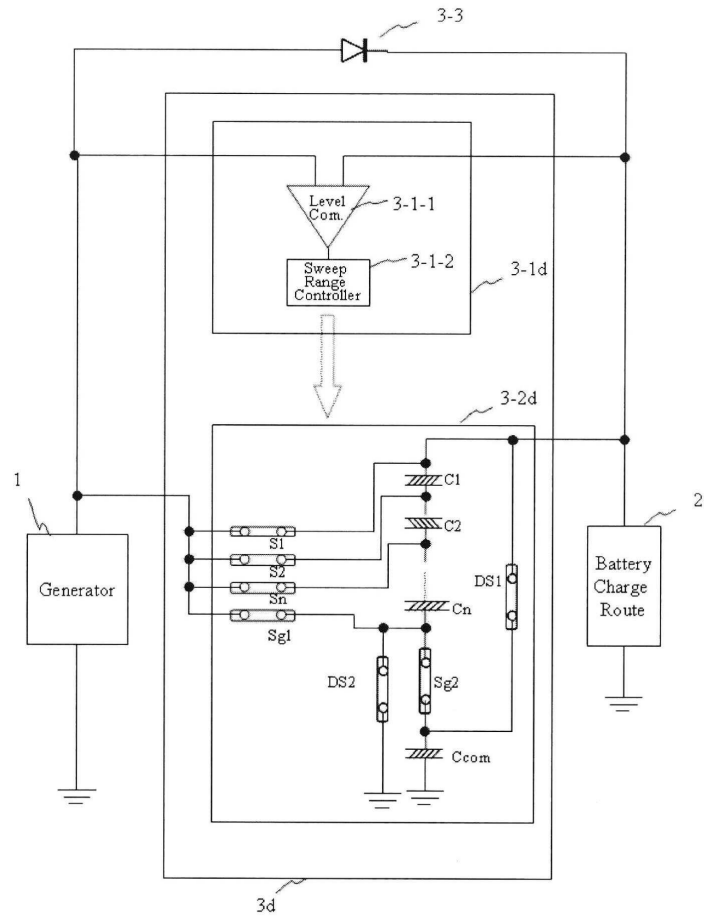 3-3
Level
Com.
3-1-1
3-1-2
Sweep
Range
Controller
3-1d
3-2d
1
C1
2
S1
C2
Generator
S2
Sn
DS1
Battery
Charge
Route
Cn
Sg1
DS2
Sg2
Ccom
3d